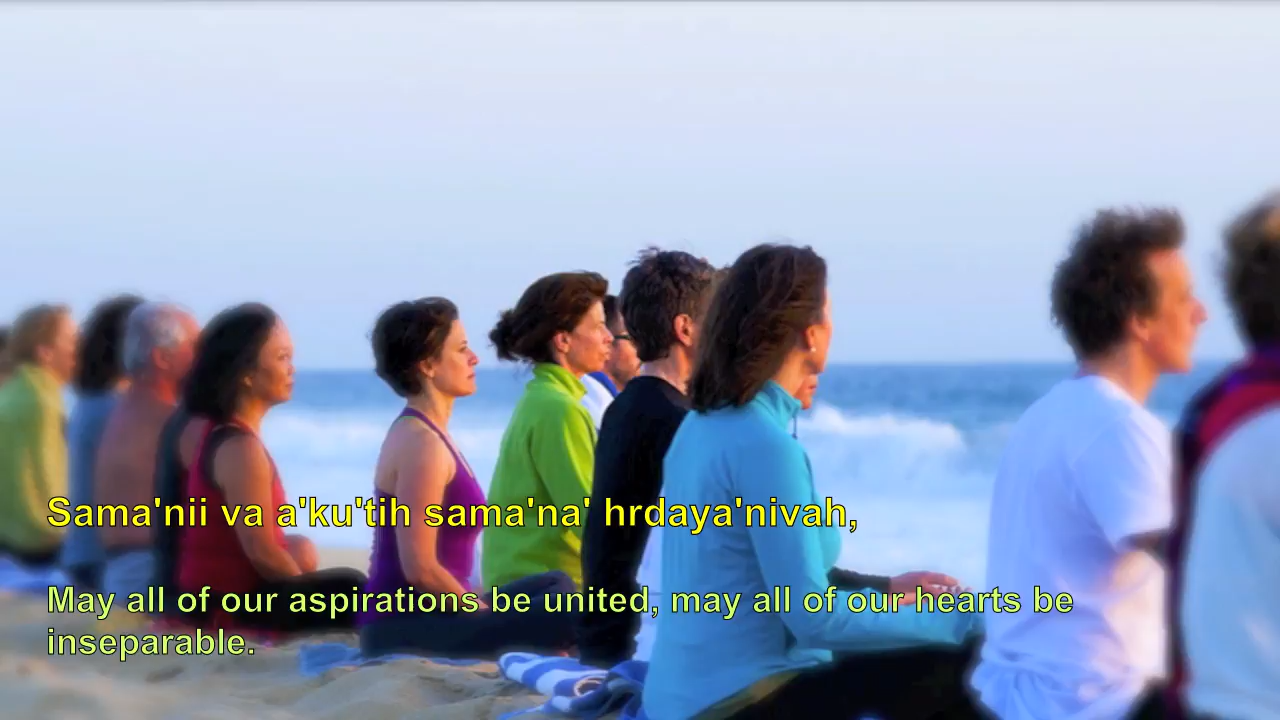 Sama'nii va a'ku'tih sama'na' hrdaya'nivah,
May all of our aspirations be united, may all of our hearts be
inseparable.